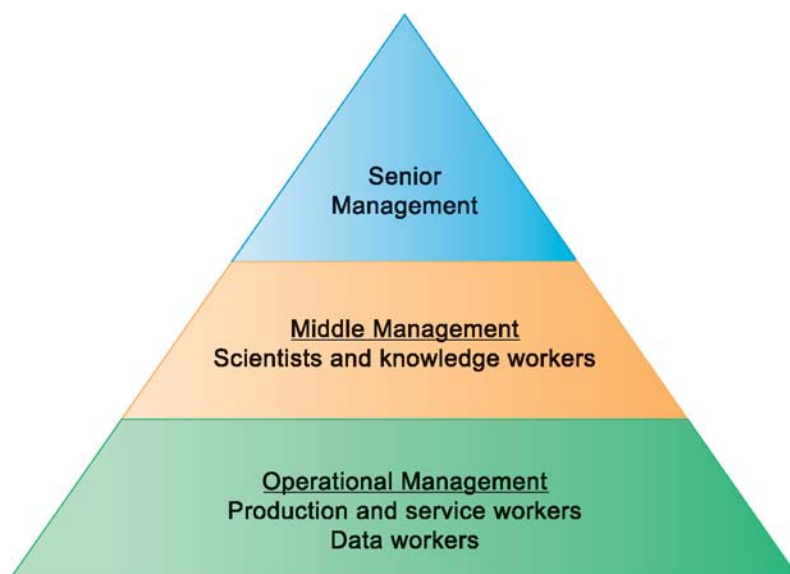 Senior
Management
Middle Management
Scientists and knowledge workers
Operational Management
Production and service workers
Data workers